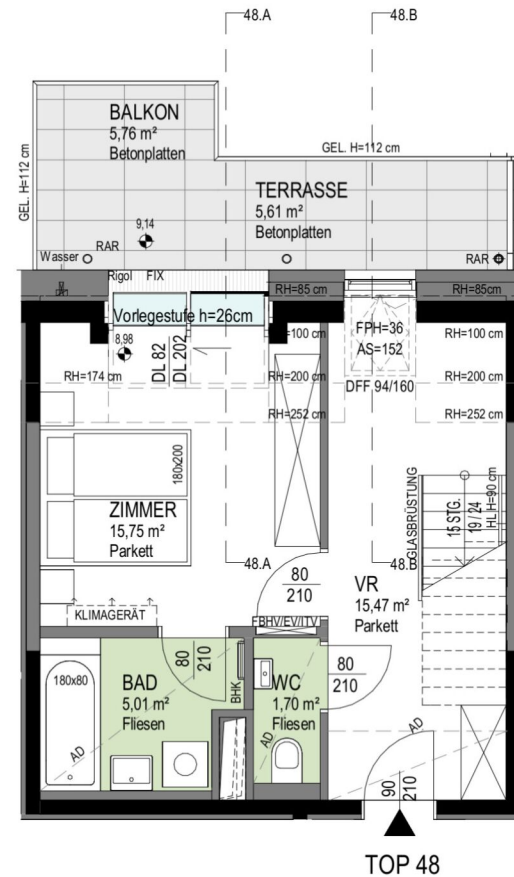 48.A
48.B
BALKON
5,76 m²
Betonplatten
GEL. H=112 cm
GEL. H=112 cm
TERRASSE
5,61 m²
Betonplatten
9,14
RAR
Wasser
RAR
Rigol FIX
RH=85 cm
RH=85cm
Vorlegestufe h=26cm
8,98
DL 82
DL 202
RH=100 cm
FPH=36
AS=152
RH=100 cm
RH=174 cm
RH=200 cm
DFF 94/160
RH=200 cm
RH=252 cm
RH=252 cm
180x200
ZIMMER
15,75 m²
Parkett
GLASBRÜSTUNG
15 STG.
19 / 24
HL H=90 cm
48.A
48.B
80
210
VR
15,47 m²
Parkett
KLIMAGERÄT
FBHV/EV/ITV
80
210
180x80
BAD
5,01 m²
Fliesen
BHK
WC
1,70 m²
Fliesen
80
210
AD
AD
AD
90
210
TOP 48